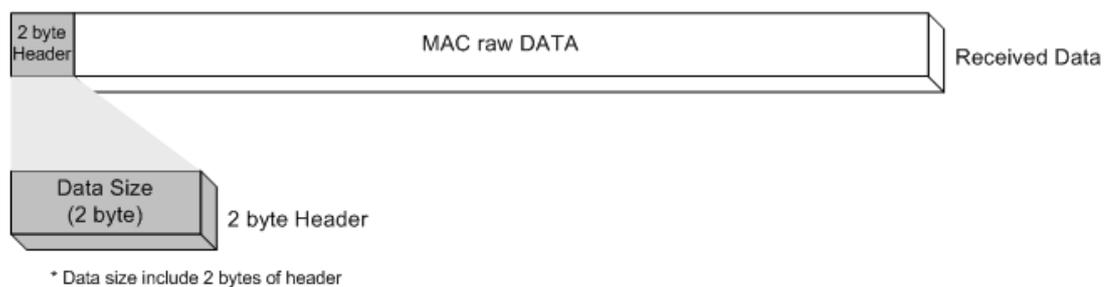 2 byte
Header
MAC raw DATA
Received Data
Data Size
(2 byte)
2 byte Header
* Data size include 2 bytes of header